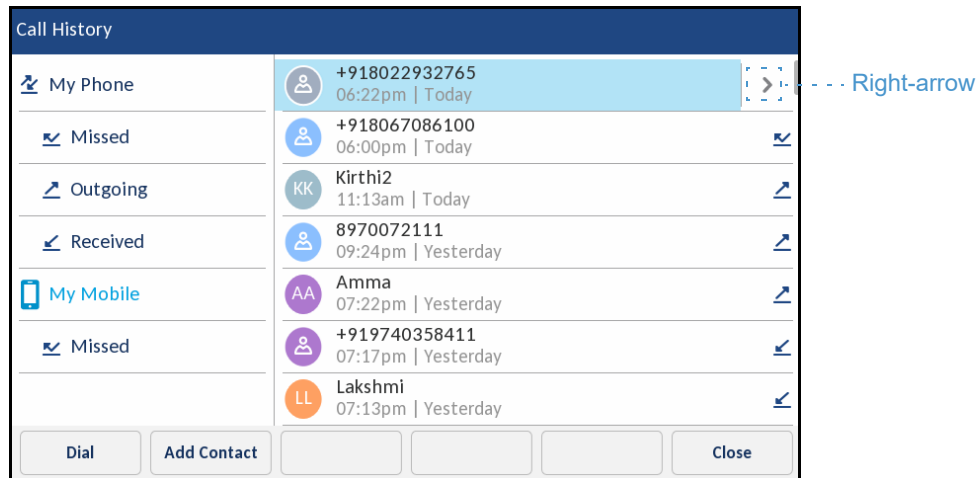 Call History
My Phone
Missed
Outgoing
Received
My Mobile
Missed
+918022932765
06:22pm | Today
+918067086100
06:00pm | Today
KK
Kirthi2
11:13am | Today
8970072111
09:24pm | Yesterday
AA
Amma
07:22pm | Yesterday
+919740358411
07:17pm | Yesterday
LL
Lakshmi
07:13pm | Yesterday
Right-arrow
Dial
Add Contact
Close